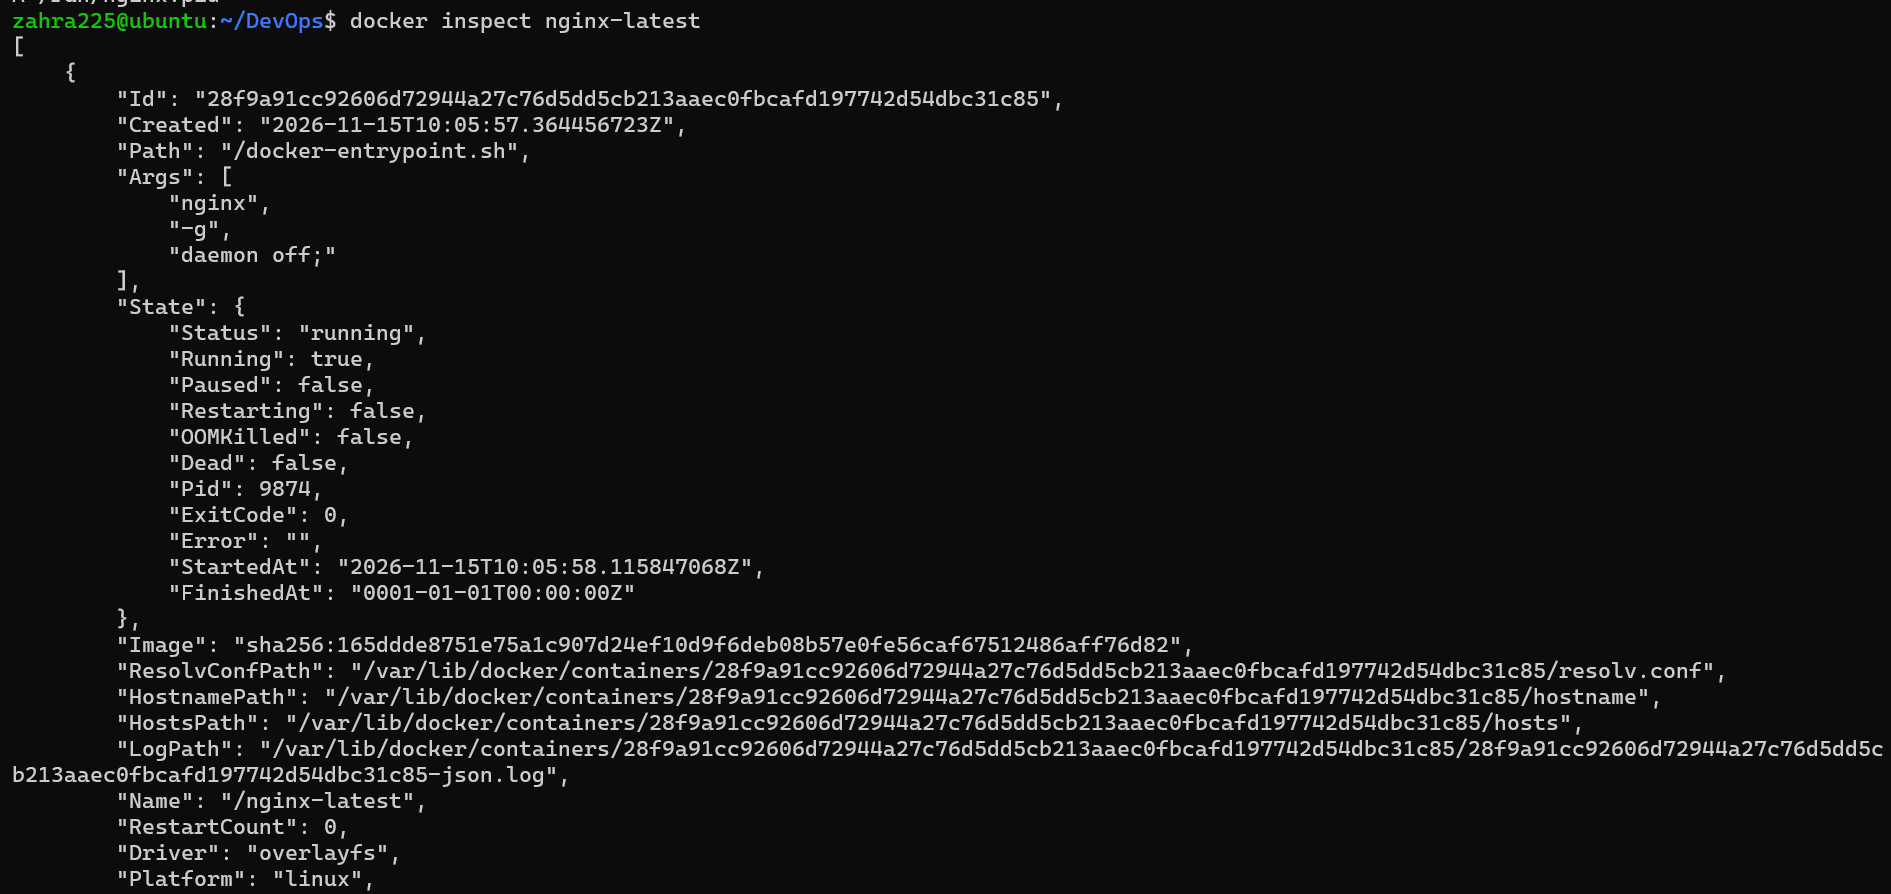 zahra225@ubuntu:~/DevOps$ docker inspect nginx-latest
[
    {
        "Id": "28f9a91cc92606d72944a27c76d5dd5cb213aaec0fbcafd197742d54dbc31c85",
        "Created": "2026-11-15T10:05:57.364456723Z",
        "Path": "/docker-entrypoint.sh",
        "Args": [
            "nginx",
            "-g",
            "daemon off;"
        ],
        "State": {
            "Status": "running",
            "Running": true,
            "Paused": false,
            "Restarting": false,
            "OOMKilled": false,
            "Dead": false,
            "Pid": 9874,
            "ExitCode": 0,
            "Error": "",
            "StartedAt": "2026-11-15T10:05:58.115847068Z",
            "FinishedAt": "0001-01-01T00:00:00Z"
        },
        "Image": "sha256:165ddde8751e75a1c907d24ef10d9f6deb08b57e0fe56caf67512486aff76d82",
        "ResolvConfPath": "/var/lib/docker/containers/28f9a91cc92606d72944a27c76d5dd5cb213aaec0fbcafd197742d54dbc31c85/resolv.conf",
        "HostnamePath": "/var/lib/docker/containers/28f9a91cc92606d72944a27c76d5dd5cb213aaec0fbcafd197742d54dbc31c85/hostname",
        "HostsPath": "/var/lib/docker/containers/28f9a91cc92606d72944a27c76d5dd5cb213aaec0fbcafd197742d54dbc31c85/hosts",
        "LogPath": "/var/lib/docker/containers/28f9a91cc92606d72944a27c76d5dd5cb213aaec0fbcafd197742d54dbc31c85/28f9a91cc92606d72944a27c76d5dd5c
b213aaec0fbcafd197742d54dbc31c85-json.log",
        "Name": "/nginx-latest",
        "RestartCount": 0,
        "Driver": "overlayfs",
        "Platform": "linux",